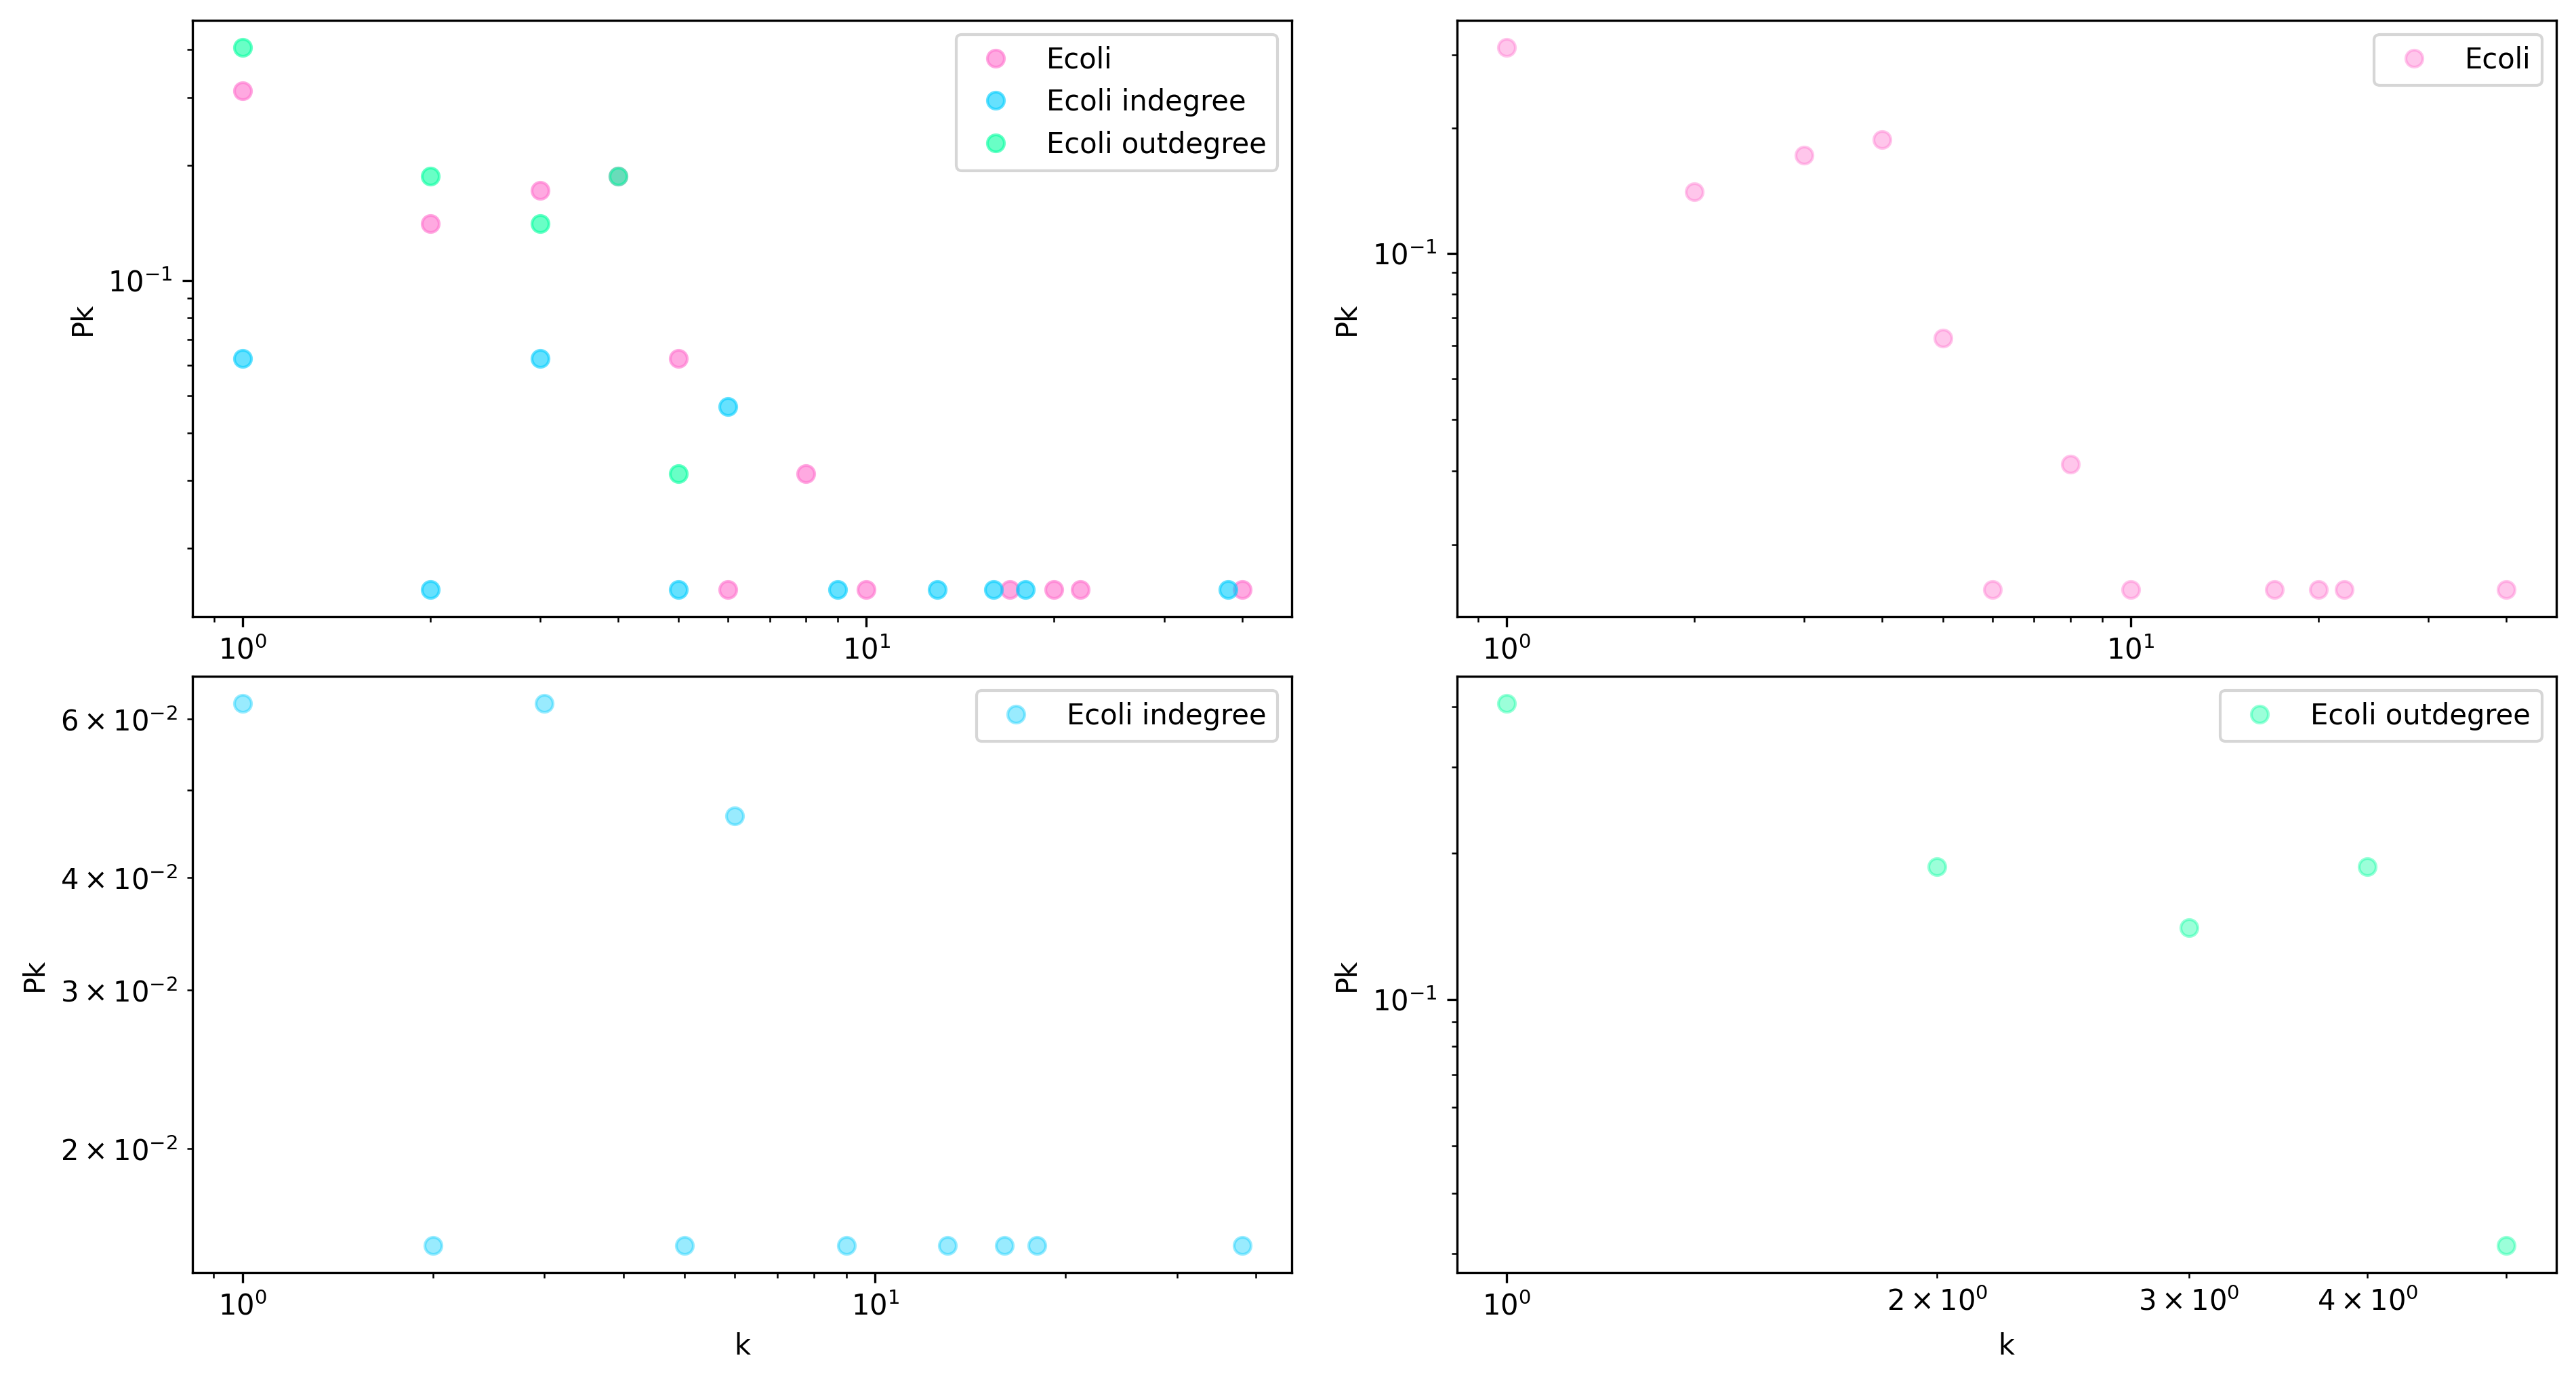 Ecoli
Ecoli indegree
Ecoli outdegree
Pk
10⁻¹
10⁰
10¹
Ecoli
Pk
10⁻¹
10⁰
10¹
Ecoli indegree
Pk
6 × 10⁻²
4 × 10⁻²
3 × 10⁻²
2 × 10⁻²
10⁰
10¹
k
Ecoli outdegree
Pk
10⁻¹
10⁰
2 × 10⁰
3 × 10⁰
4 × 10⁰
k